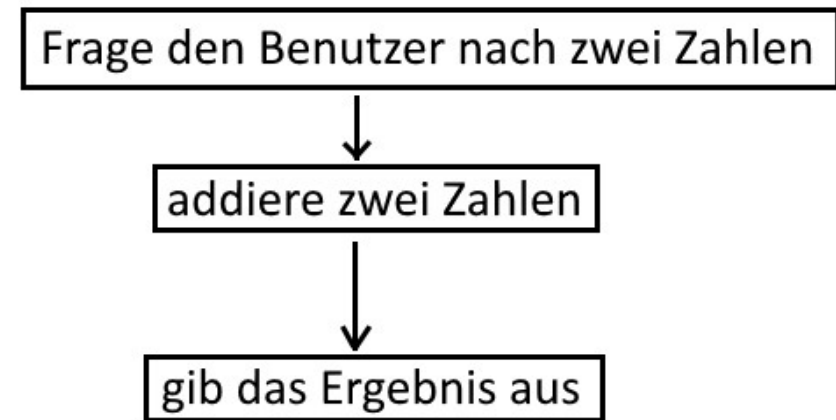 Frage den Benutzer nach zwei Zahlen
addiere zwei Zahlen
gib das Ergebnis aus